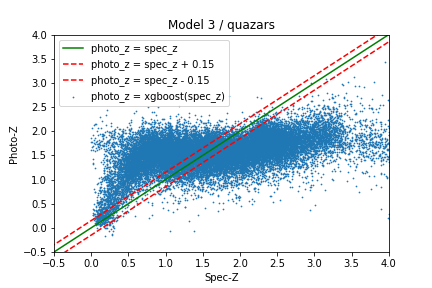 Model 3 / quazars
photo_z = spec_z
photo_z = spec_z + 0.15
photo_z = spec_z - 0.15
photo_z = xgboost(spec_z)
Photo-Z
4.0
3.5
3.0
2.5
2.0
1.5
1.0
0.5
0.0
−0.5
−0.5 0.0 0.5 1.0 1.5 2.0 2.5 3.0 3.5 4.0
Spec-Z